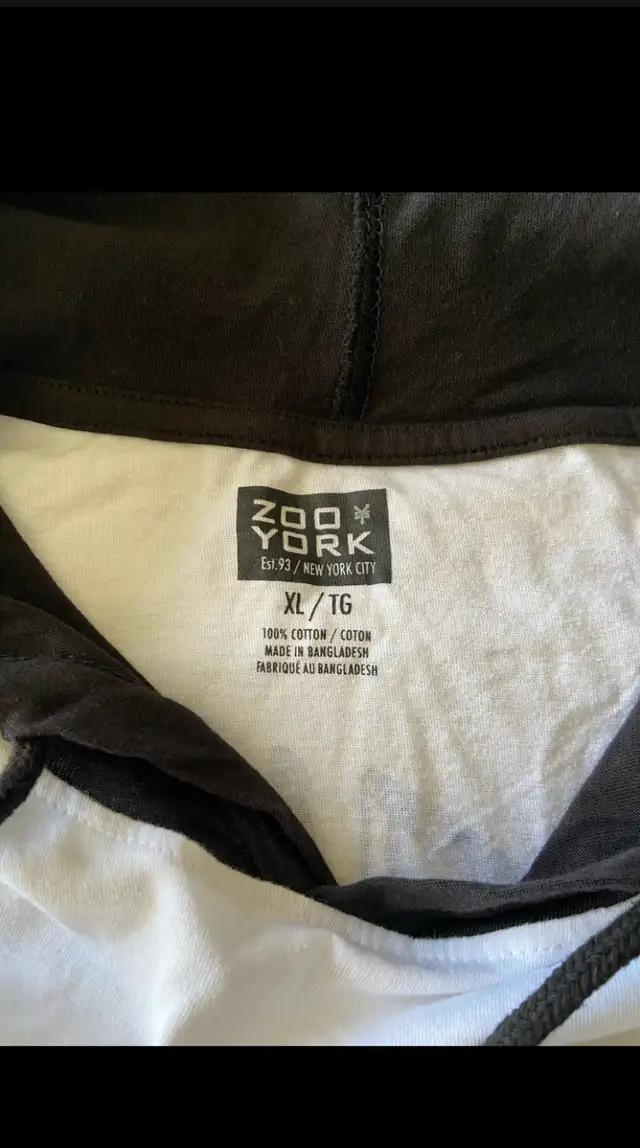 ZOO
YORK
Est.93 / NEW YORK CITY
XL / TG
100% COTTON / COTON
MADE IN BANGLADESH
FABRIQUÉ AU BANGLADESH